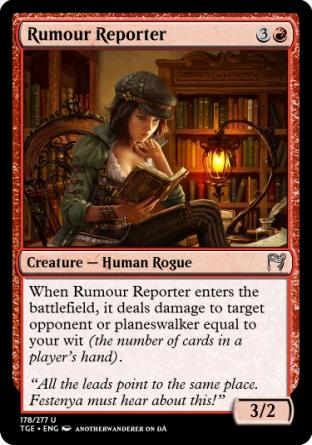 Rumour Reporter 3
Creature — Human Rogue
When Rumour Reporter enters the
battlefield, it deals damage to target
opponent or planeswalker equal to
your wit (the number of cards in a
player's hand).
"All the leads point to the same place.
Festenya must hear about this!"
3/2
178/277 U
TGE • ENG ANOTHERWANDERER ON DA